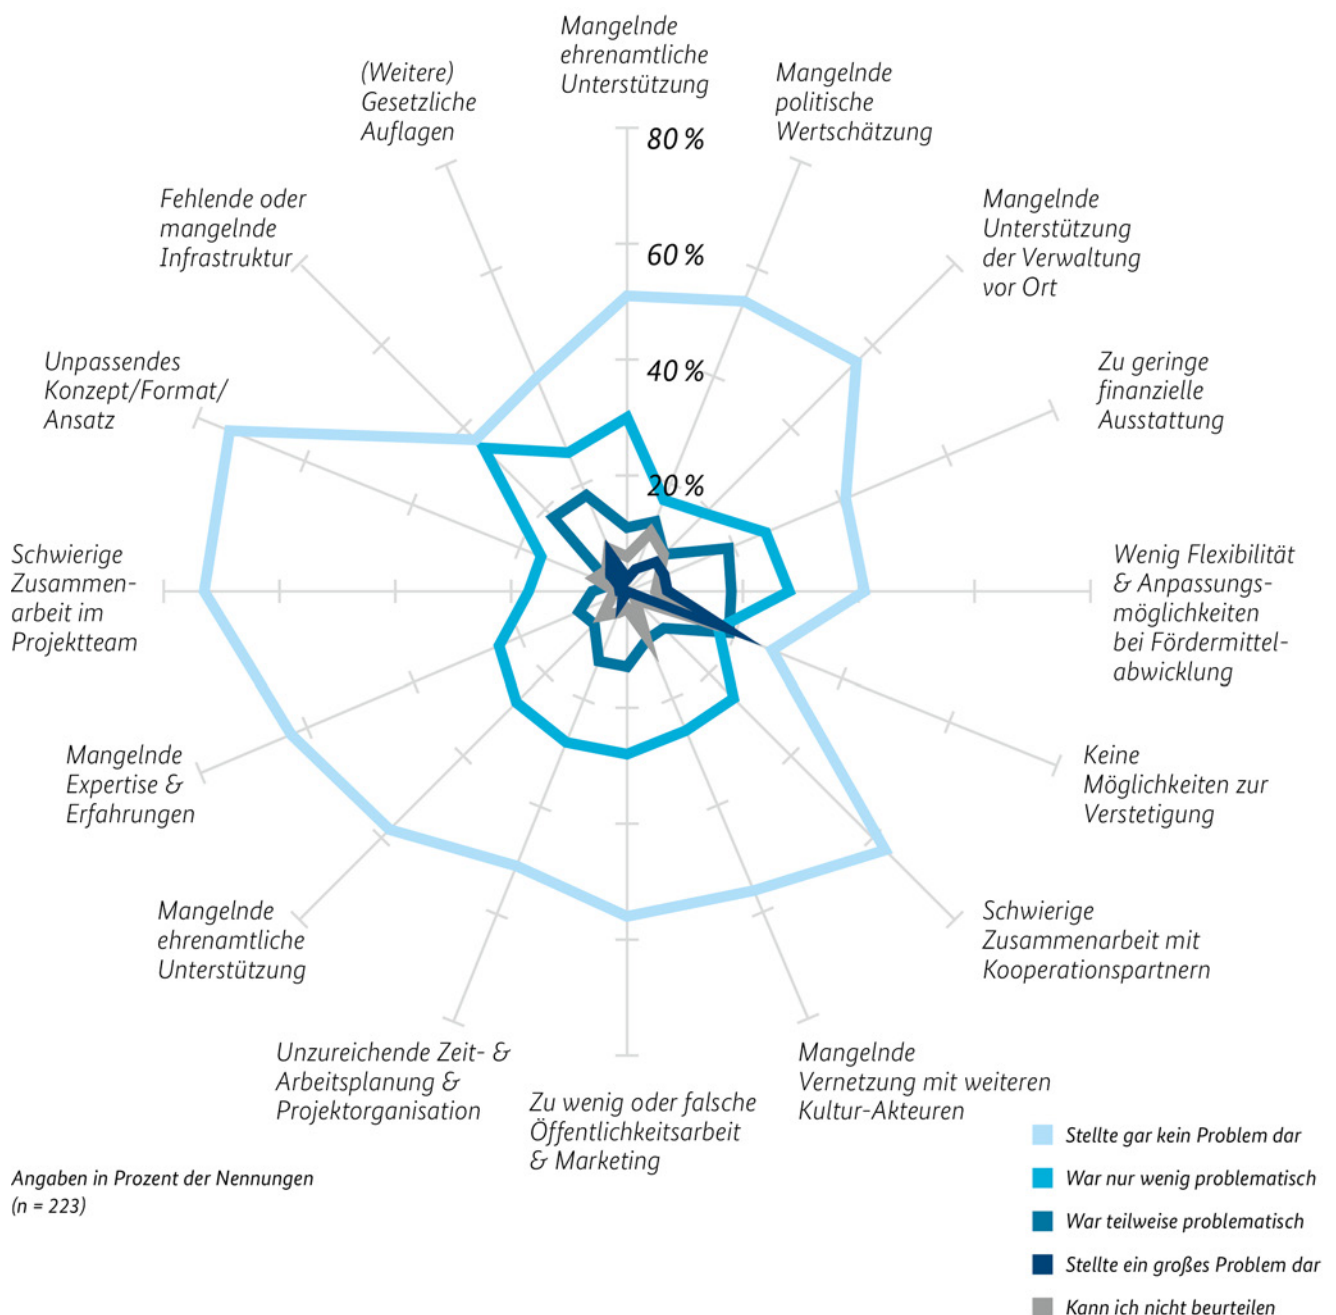 Mangelnde
ehrenamtliche
Unterstützung
(Weitere)
Gesetzliche
Auflagen
Mangelnde
politische
Wertschätzung
80 %
60 %
40 %
20 %
Fehlende oder
mangelnde
Infrastruktur
Mangelnde
Unterstützung
der Verwaltung
vor Ort
Unpassendes
Konzept/Format/
Ansatz
Zu geringe
finanzielle
Ausstattung
Schwierige
Zusammen-
arbeit im
Projektteam
Wenig Flexibilität
& Anpassungs-
möglichkeiten
bei Fördermittel-
abwicklung
Mangelnde
Expertise &
Erfahrungen
Keine
Möglichkeiten zur
Verstetigung
Mangelnde
ehrenamtliche
Unterstützung
Schwierige
Zusammenarbeit mit
Kooperationspartnern
Unzureichende Zeit- &
Arbeitsplanung &
Projektorganisation
Zu wenig oder falsche
Öffentlichkeitsarbeit
& Marketing
Mangelnde
Vernetzung mit weiteren
Kultur-Akteuren
Angaben in Prozent der Nennungen
(n = 223)
Stellte gar kein Problem dar
War nur wenig problematisch
War teilweise problematisch
Stellte ein großes Problem dar
Kann ich nicht beurteilen